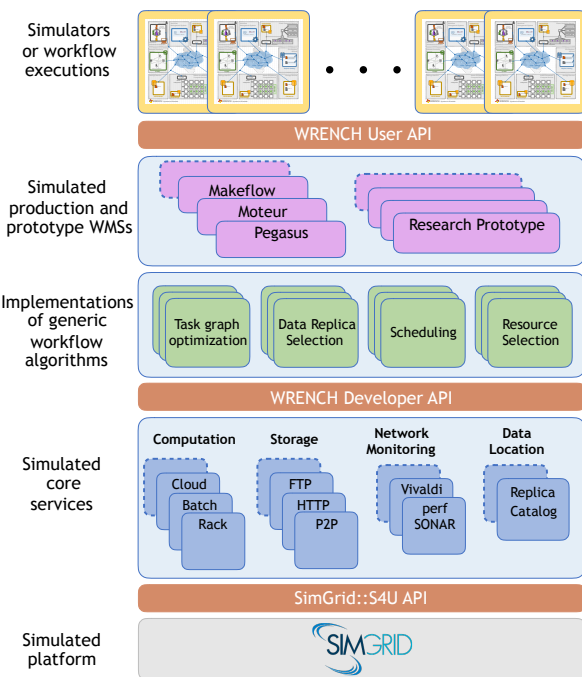 Simulators
or workflow
executions
WRENCH User API
Simulated
production and
prototype WMSs
Makeflow
Moteur
Pegasus
Research Prototype
Implementations
of generic
workflow
algorithms
Task graph
optimization
Data Replica
Selection
Scheduling
Resource
Selection
WRENCH Developer API
Simulated
core
services
Computation
Cloud
Batch
Rack
Storage
FTP
HTTP
P2P
Network
Monitoring
Vivaldi
perf
SONAR
Data
Location
Replica
Catalog
SimGrid::S4U API
Simulated
platform
SIMGRID